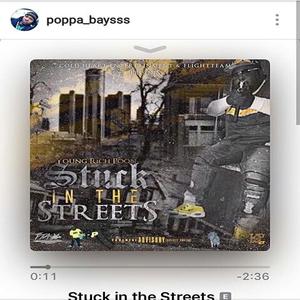 poppa_baysss
COLD HEART ENTERTAINMENT & FLIGHTTEAM
YOUNG RICH POON
Stuck
IN THE
STREETS
PARENTAL ADVISORY EXPLICIT CONTENT
0:11
-2:36
Stuck in the Streets E